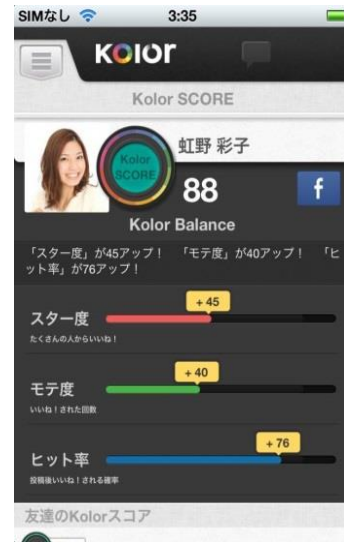 SIMなし 3:35
Kolor
Kolor SCORE
虹野 彩子
Kolor
SCORE
88
f
Kolor Balance
「スター度」が45アップ！ 「モテ度」が40アップ！ 「ヒ
ット率」が76アップ！
+ 45
スター度
たくさんの人からいいね！
+ 40
モテ度
いいね！された回数
+ 76
ヒット率
投稿後いいね！される確率
友達のKolorスコア